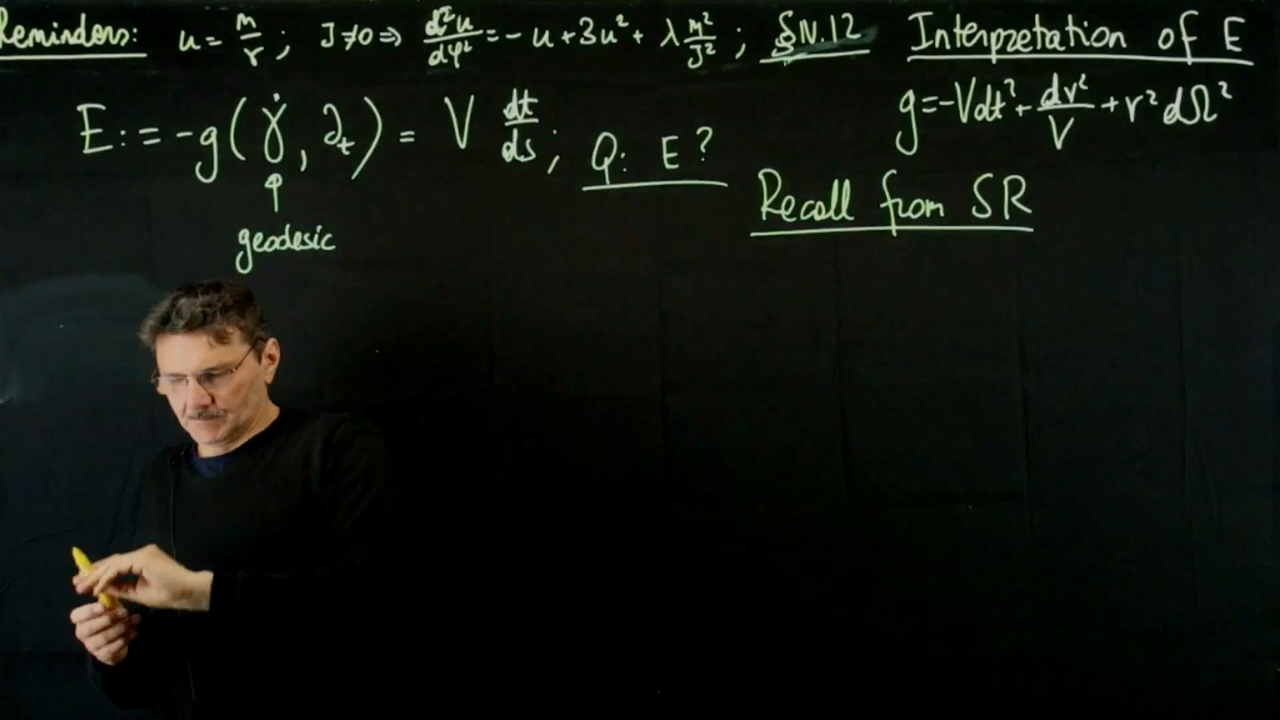 Reminders: u = m/r ; J ≠ 0 ⇒ d²u/dφ² = - u + 3u² + λ m²/J² ; §IV.12 Interpretation of E
E := -g(γ̇, ∂t) = V dt/ds ; Q: E ? g = -Vdt² + dr²/V + r² dΩ²
geodesic
Recall from SR